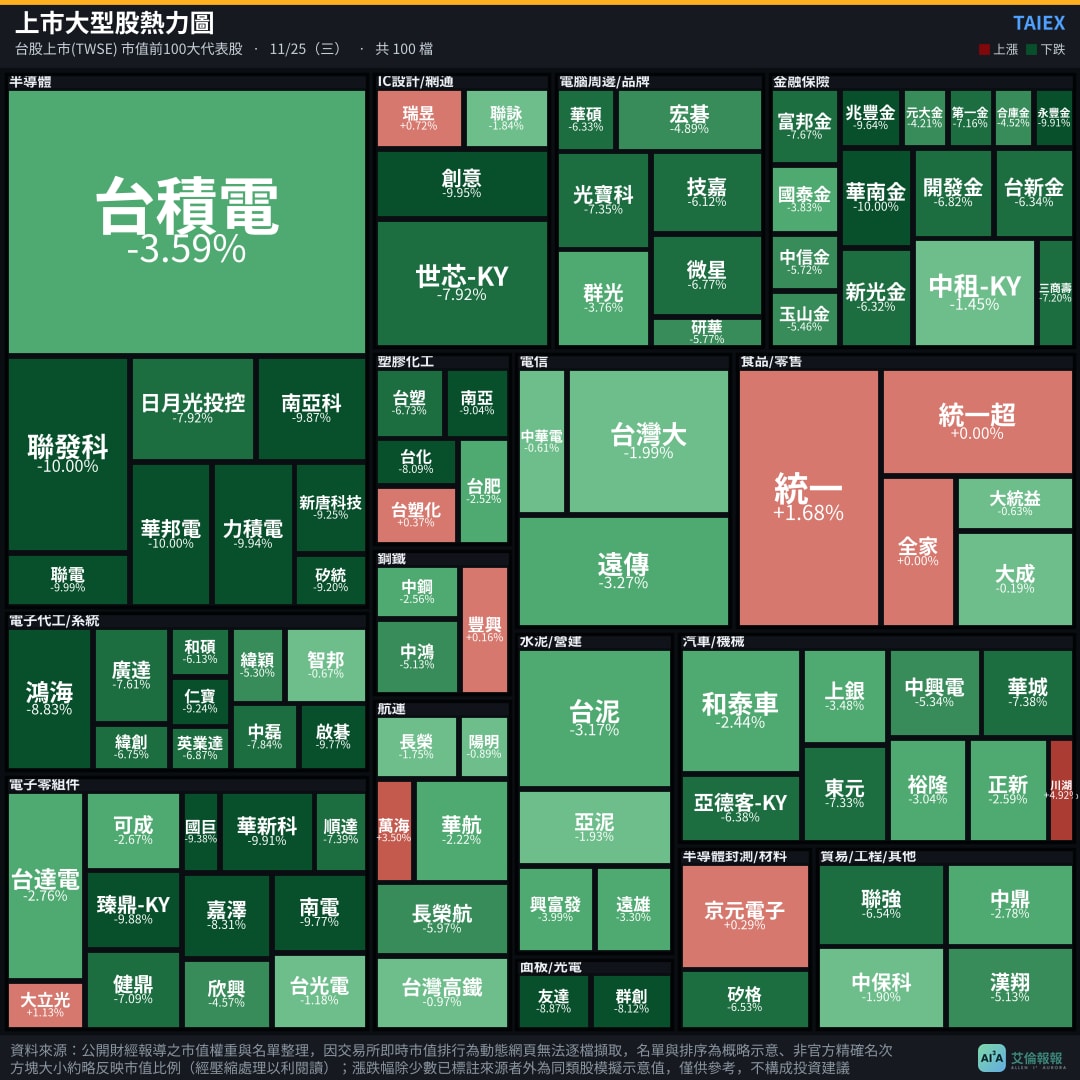 上市大型股熱力圖
TAIEX
台股上市(TWSE) 市值前100大代表股 · 11/25（三） · 共 100 檔
上漲 下跌
半導體
台積電
-3.59%
聯發科
-10.00%
日月光投控
-7.92%
南亞科
-9.87%
華邦電
-10.00%
力積電
-9.94%
新唐科技
-9.25%
聯電
-9.99%
矽統
-9.20%
IC設計/網通
瑞昱
+0.72%
聯詠
-1.84%
創意
-9.95%
世芯-KY
-7.92%
電腦周邊/品牌
華碩
-6.33%
宏碁
-4.89%
光寶科
-7.35%
技嘉
-6.12%
群光
-3.76%
微星
-6.77%
研華
-5.77%
金融保險
富邦金
-7.67%
兆豐金
-9.64%
元大金
-4.21%
第一金
-7.16%
合庫金
-4.52%
永豐金
-9.91%
國泰金
-3.83%
華南金
-10.00%
開發金
-6.82%
台新金
-6.34%
中信金
-5.72%
玉山金
-5.46%
新光金
-6.32%
中租-KY
-1.45%
三商壽
-7.20%
塑膠化工
台塑
-6.73%
南亞
-9.04%
台化
-8.09%
台塑化
+0.37%
台肥
-2.52%
電信
中華電
-0.61%
台灣大
-1.99%
遠傳
-3.27%
食品/零售
統一
+1.68%
統一超
+0.00%
全家
+0.00%
大統益
-0.63%
大成
-0.19%
鋼鐵
中鋼
-2.56%
中鴻
-5.13%
豐興
+0.16%
電子代工/系統
鴻海
-8.83%
廣達
-7.61%
和碩
-6.13%
緯穎
-5.30%
智邦
-0.67%
仁寶
-9.24%
緯創
-6.75%
英業達
-6.87%
中磊
-7.84%
啟碁
-9.77%
水泥/營建
台泥
-3.17%
亞泥
-1.93%
興富發
-3.99%
遠雄
-3.30%
汽車/機械
和泰車
-2.44%
上銀
-3.48%
中興電
-5.34%
華城
-7.38%
亞德客-KY
-6.38%
東元
-7.33%
裕隆
-3.04%
正新
-2.59%
川湖
+4.92%
航運
長榮
-1.75%
陽明
-0.89%
萬海
+3.50%
華航
-2.22%
長榮航
-5.97%
台灣高鐵
-0.97%
電子零組件
台達電
-2.76%
可成
-2.67%
國巨
-9.38%
華新科
-9.91%
順達
-7.39%
臻鼎-KY
-9.88%
嘉澤
-8.31%
南電
-9.77%
大立光
+1.13%
健鼎
-7.09%
欣興
-4.57%
台光電
-1.18%
面板/光電
友達
-8.87%
群創
-8.12%
半導體封測/材料
京元電子
+0.29%
矽格
-6.53%
貿易/工程/其他
聯強
-6.54%
中鼎
-2.78%
中保科
-1.90%
漢翔
-5.13%
資料來源：公開財經報導之市值權重與名單整理，因交易所即時市值排行為動態網頁無法逐檔擷取，名單與排序為概略示意、非官方精確名次
方塊大小約略反映市值比例（經壓縮處理以利閱讀）；漲跌幅除少數已標註來源者外為同類股模擬示意值，僅供參考，不構成投資建議
AI³A
艾倫報報
ALLEN IT AURORA